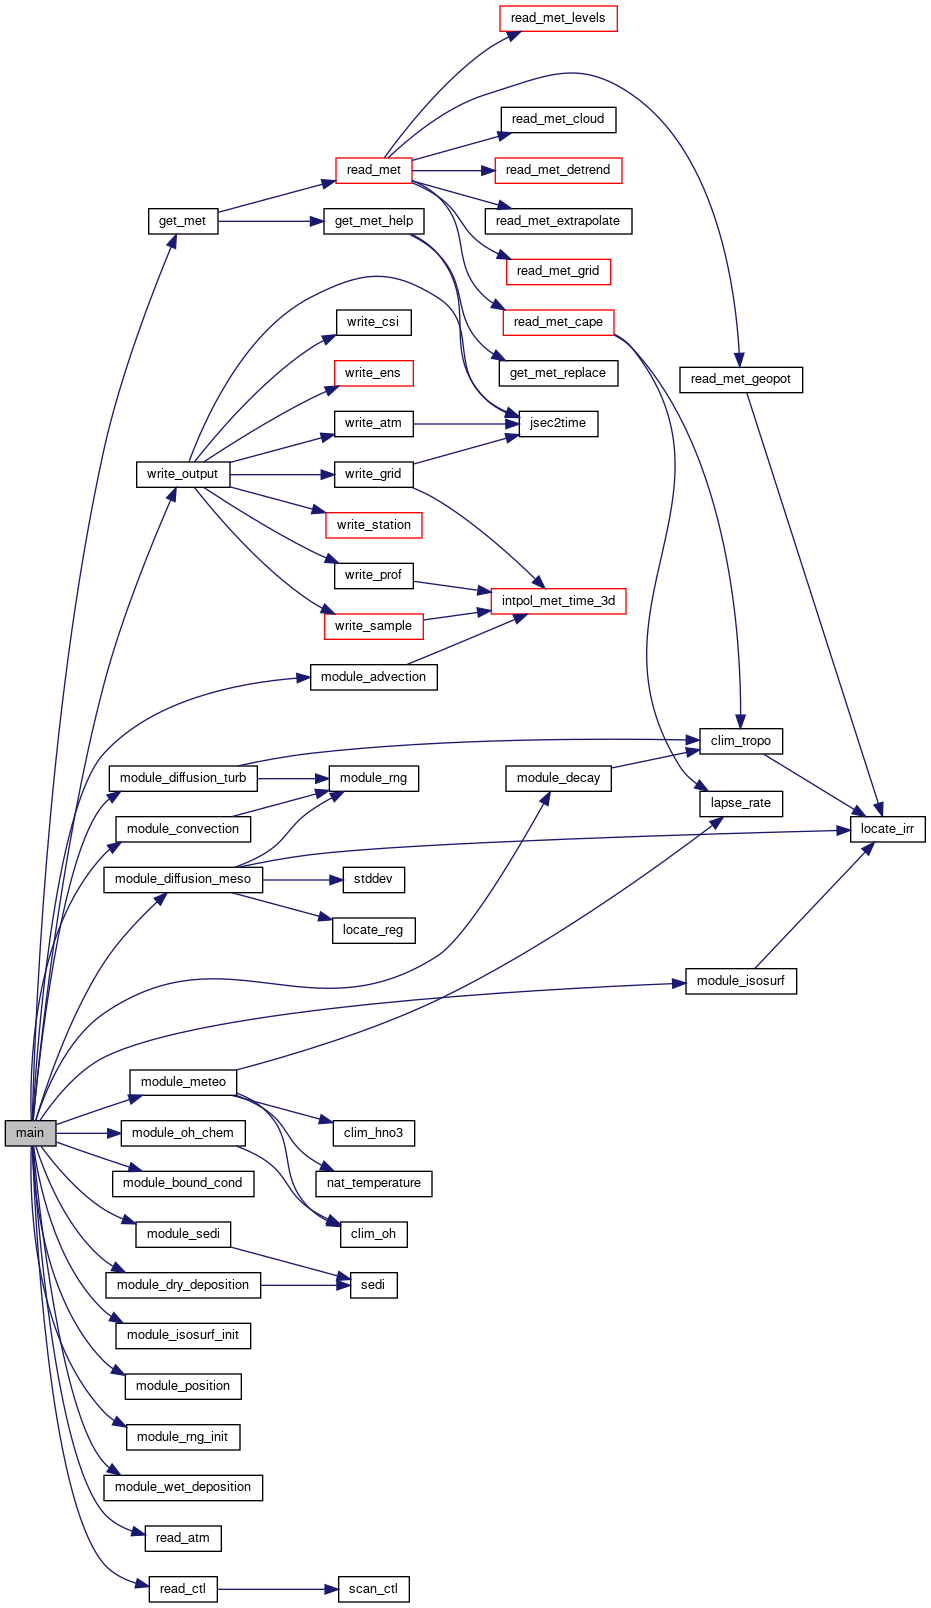 read_met_levels
read_met_cloud
read_met
read_met_detrend
get_met
get_met_help
read_met_extrapolate
read_met_grid
write_csi
read_met_cape
write_ens
get_met_replace
read_met_geopot
write_atm
jsec2time
write_output
write_grid
write_station
write_prof
intpol_met_time_3d
write_sample
module_advection
clim_tropo
module_diffusion_turb
module_rng
module_decay
lapse_rate
module_convection
locate_irr
module_diffusion_meso
stddev
locate_reg
module_isosurf
module_meteo
main
module_oh_chem
clim_hno3
module_bound_cond
nat_temperature
module_sedi
clim_oh
module_dry_deposition
sedi
module_isosurf_init
module_position
module_rng_init
module_wet_deposition
read_atm
read_ctl
scan_ctl